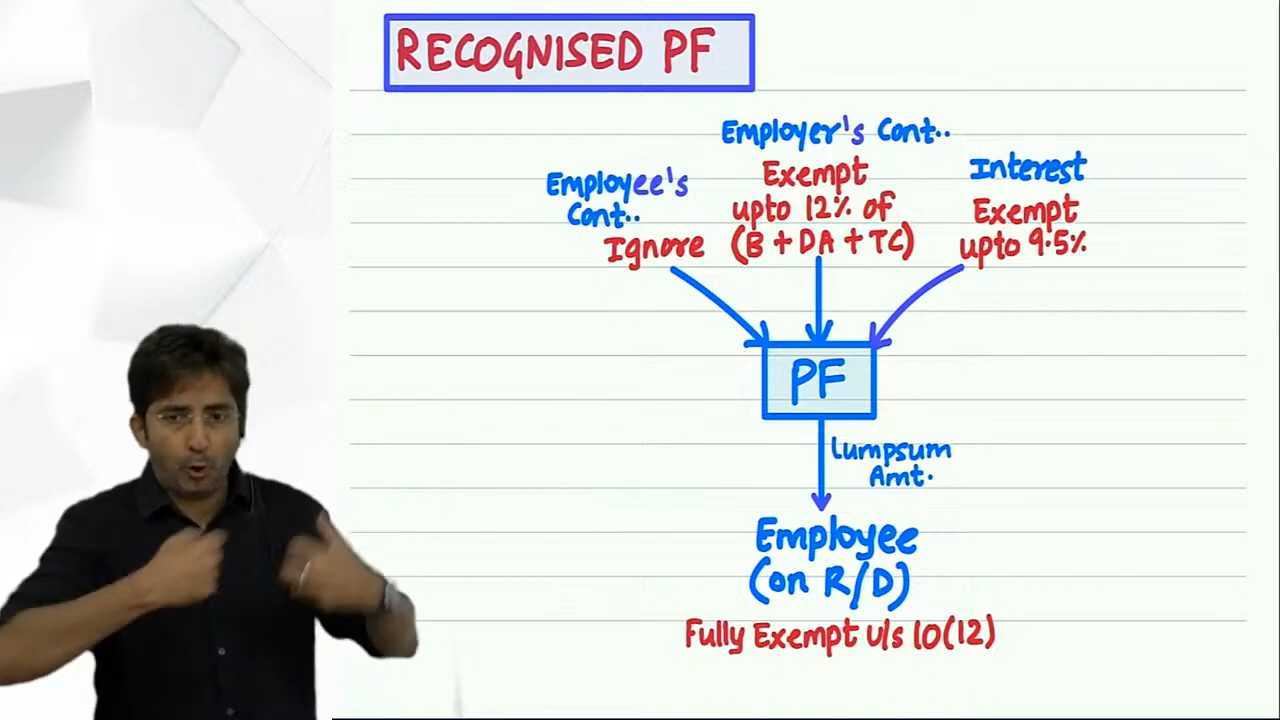 RECOGNISED PF
Employee's
Cont..
Ignore
Employer's Cont..
Exempt
upto 12% of
(B + DA + TC)
Interest
Exempt
upto 9.5%
PF
Lumpsum
Amt.
Employee
(on R/D)
Fully Exempt u/s 10(12)